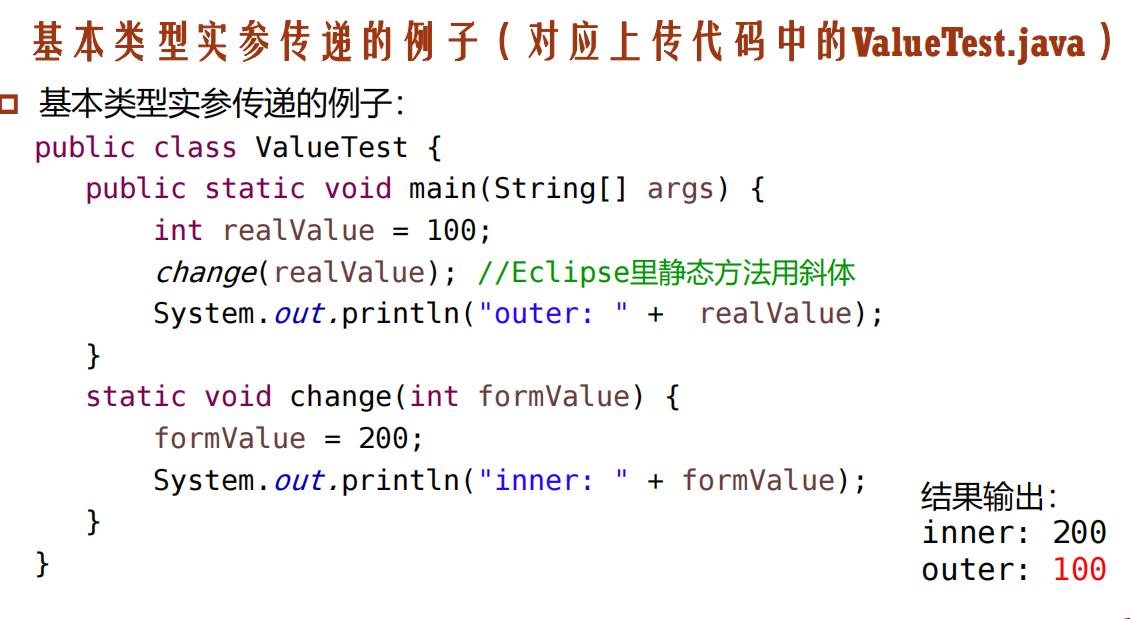 基本类型实参传递的例子（对应上传代码中的ValueTest.java）
基本类型实参传递的例子：
public class ValueTest {
public static void main(String[] args) {
int realValue = 100;
change(realValue); //Eclipse里静态方法用斜体
System.out.println("outer: " +  realValue);
}
static void change(int formValue) {
formValue = 200;
System.out.println("inner: " + formValue);
}
}
结果输出：
inner: 200
outer: 100